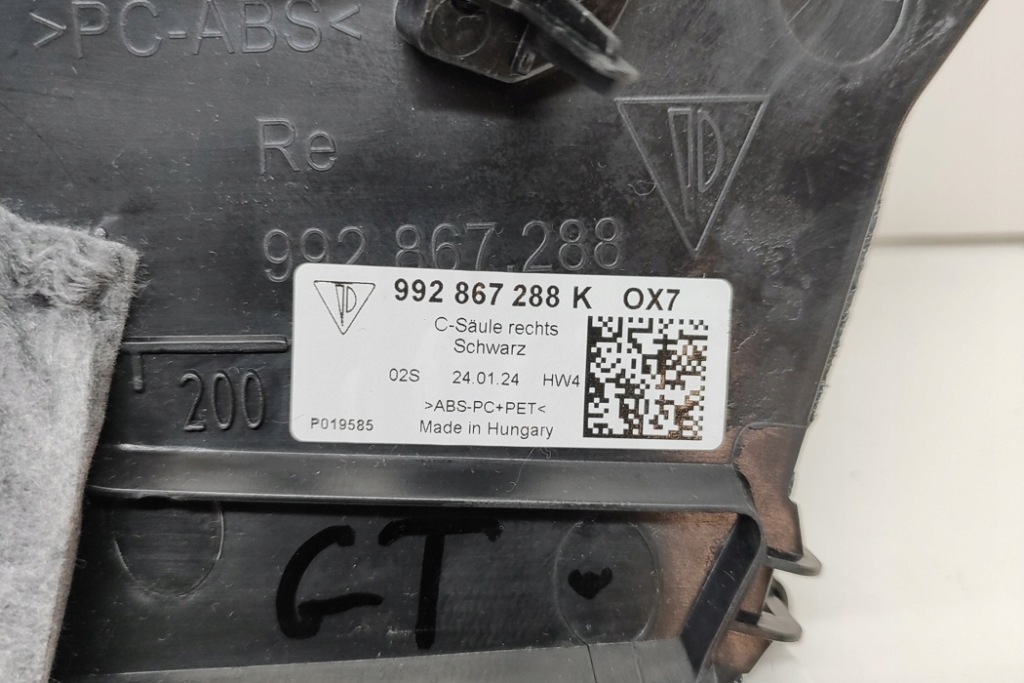 >PC-ABS<
Re
992.867.288
992 867 288 K OX7
C-Säule rechts
Schwarz
02S 24.01.24 HW4
>ABS-PC+PET<
P019585 Made in Hungary
200
GT